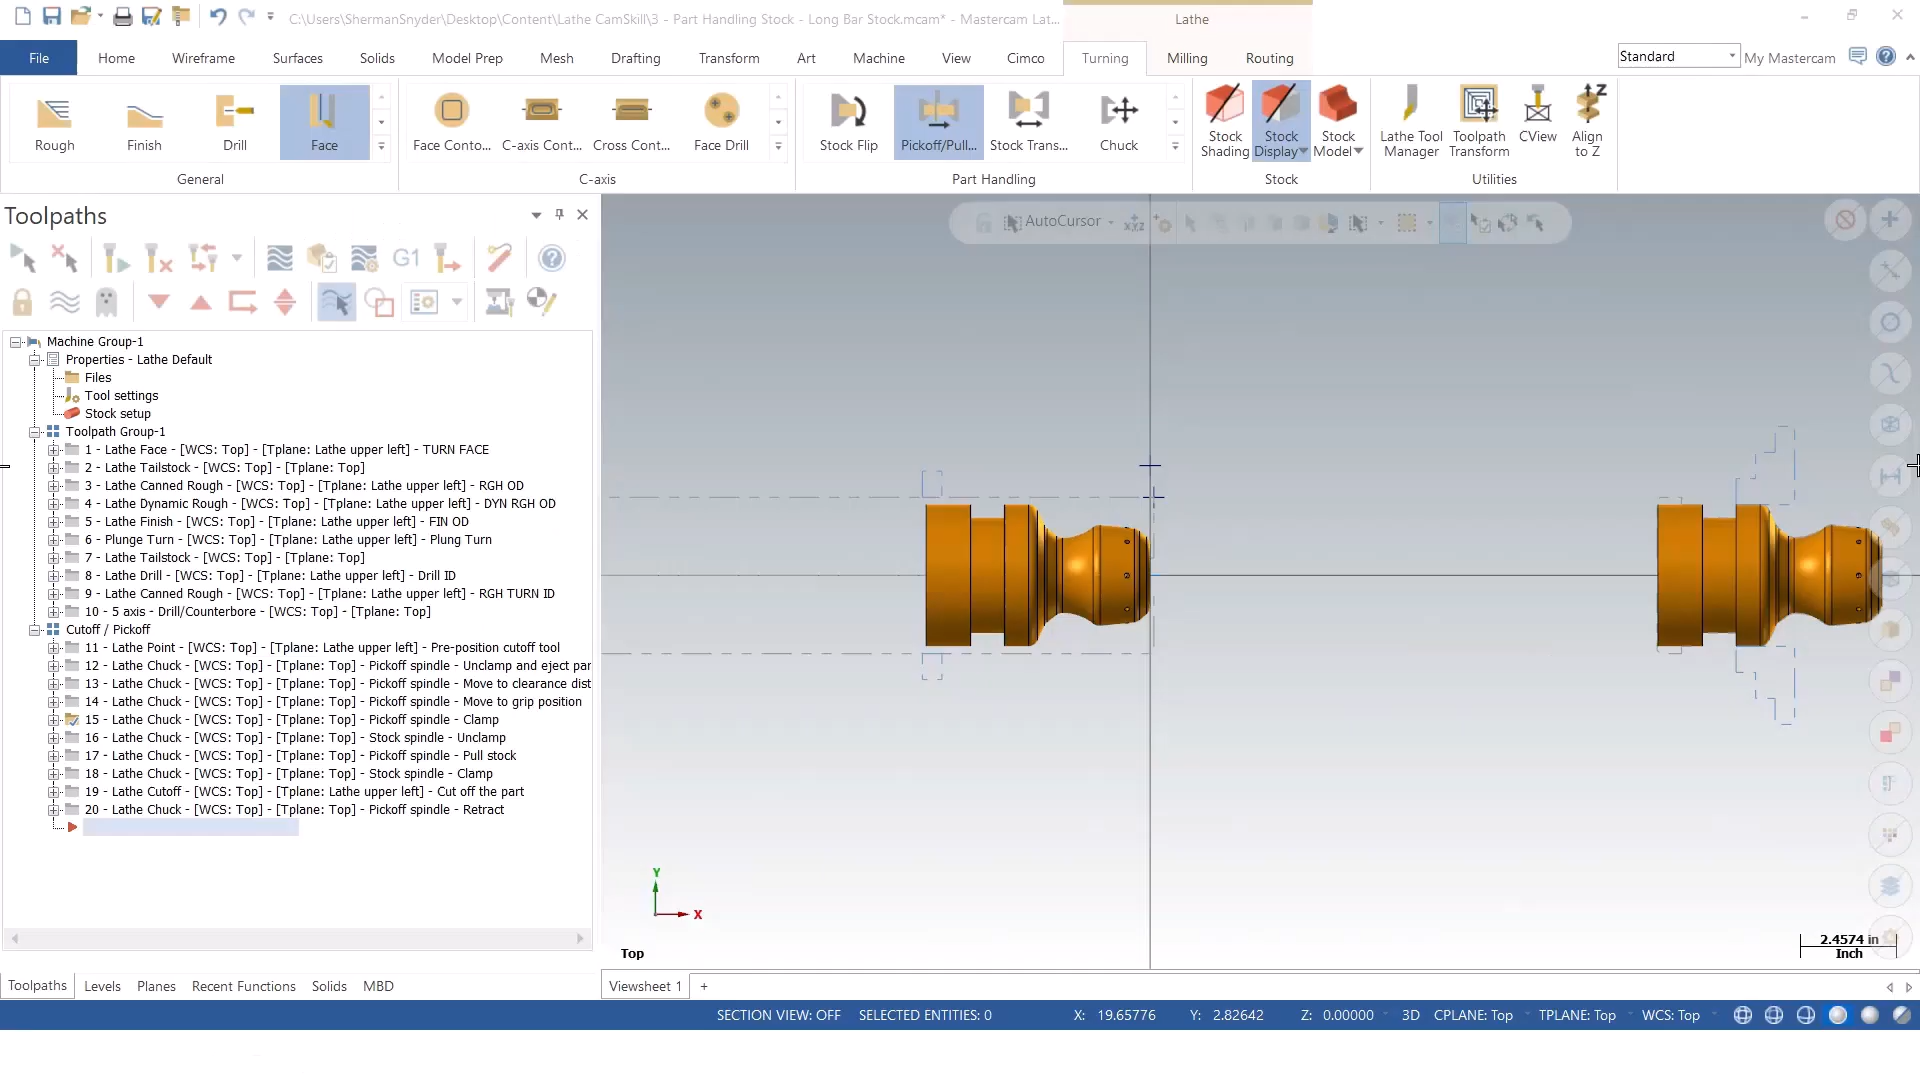 C:\Users\ShermanSnyder\Desktop\Content\Lathe CamSkill\3 - Part Handling Stock - Long Bar Stock.mcam* - Mastercam Lat...
Lathe
File Home Wireframe Surfaces Solids Model Prep Mesh Drafting Transform Art Machine View Cimco Turning Milling Routing
Standard My Mastercam
Rough Finish Drill Face
Face Conto... C-axis Cont... Cross Cont... Face Drill
Stock Flip Pickoff/Pull... Stock Trans... Chuck
Stock Shading
Stock Display
Stock Model
Lathe Tool Manager
Toolpath Transform
CView
Align to Z
General C-axis Part Handling Stock Utilities
Toolpaths
AutoCursor
G1
Machine Group-1
Properties - Lathe Default
Files
Tool settings
Stock setup
Toolpath Group-1
1 - Lathe Face - [WCS: Top] - [Tplane: Lathe upper left] - TURN FACE
2 - Lathe Tailstock - [WCS: Top] - [Tplane: Top]
3 - Lathe Canned Rough - [WCS: Top] - [Tplane: Lathe upper left] - RGH OD
4 - Lathe Dynamic Rough - [WCS: Top] - [Tplane: Lathe upper left] - DYN RGH OD
5 - Lathe Finish - [WCS: Top] - [Tplane: Lathe upper left] - FIN OD
6 - Plunge Turn - [WCS: Top] - [Tplane: Lathe upper left] - Plung Turn
7 - Lathe Tailstock - [WCS: Top] - [Tplane: Top]
8 - Lathe Drill - [WCS: Top] - [Tplane: Lathe upper left] - Drill ID
9 - Lathe Canned Rough - [WCS: Top] - [Tplane: Lathe upper left] - RGH TURN ID
10 - 5 axis - Drill/Counterbore - [WCS: Top] - [Tplane: Top]
Cutoff / Pickoff
11 - Lathe Point - [WCS: Top] - [Tplane: Lathe upper left] - Pre-position cutoff tool
12 - Lathe Chuck - [WCS: Top] - [Tplane: Top] - Pickoff spindle - Unclamp and eject par
13 - Lathe Chuck - [WCS: Top] - [Tplane: Top] - Pickoff spindle - Move to clearance dist
14 - Lathe Chuck - [WCS: Top] - [Tplane: Top] - Pickoff spindle - Move to grip position
15 - Lathe Chuck - [WCS: Top] - [Tplane: Top] - Pickoff spindle - Clamp
16 - Lathe Chuck - [WCS: Top] - [Tplane: Top] - Stock spindle - Unclamp
17 - Lathe Chuck - [WCS: Top] - [Tplane: Top] - Pickoff spindle - Pull stock
18 - Lathe Chuck - [WCS: Top] - [Tplane: Top] - Stock spindle - Clamp
19 - Lathe Cutoff - [WCS: Top] - [Tplane: Lathe upper left] - Cut off the part
20 - Lathe Chuck - [WCS: Top] - [Tplane: Top] - Pickoff spindle - Retract
Y
X
Top
2.4574 in
Inch
Toolpaths Levels Planes Recent Functions Solids MBD
Viewsheet 1 +
SECTION VIEW: OFF SELECTED ENTITIES: 0 X: 19.65776 Y: 2.82642 Z: 0.00000 3D CPLANE: Top TPLANE: Top WCS: Top